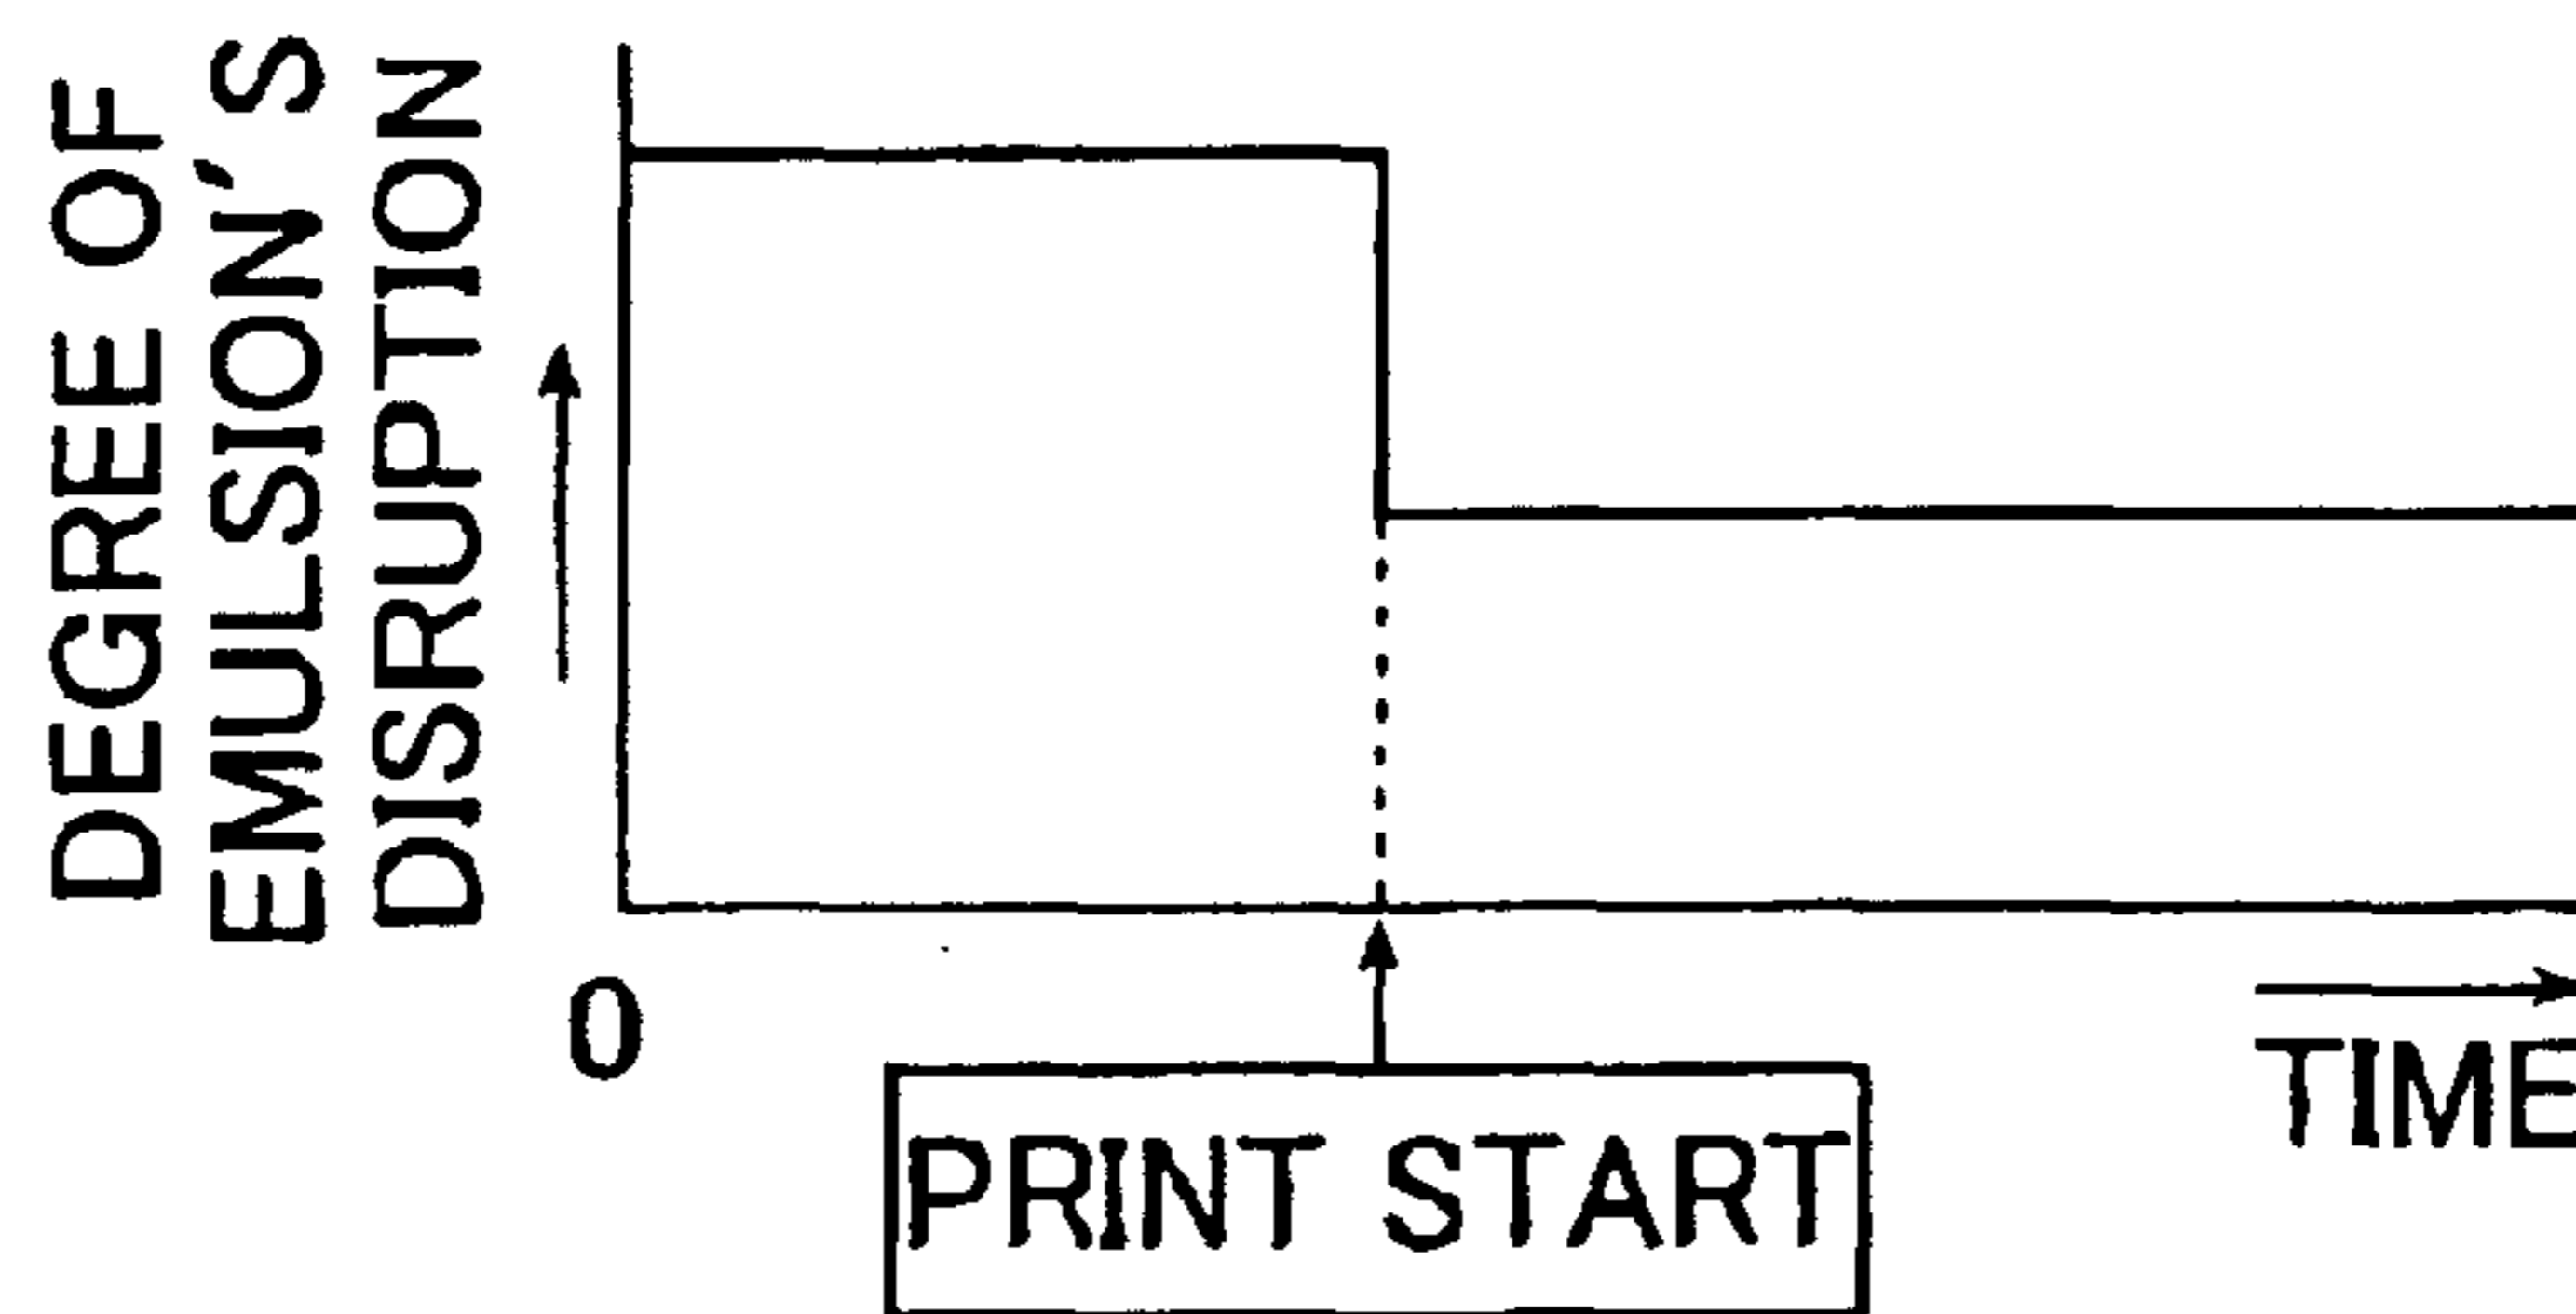 DEGREE OF
EMULSION'S
DISRUPTION
0
TIME
PRINT START